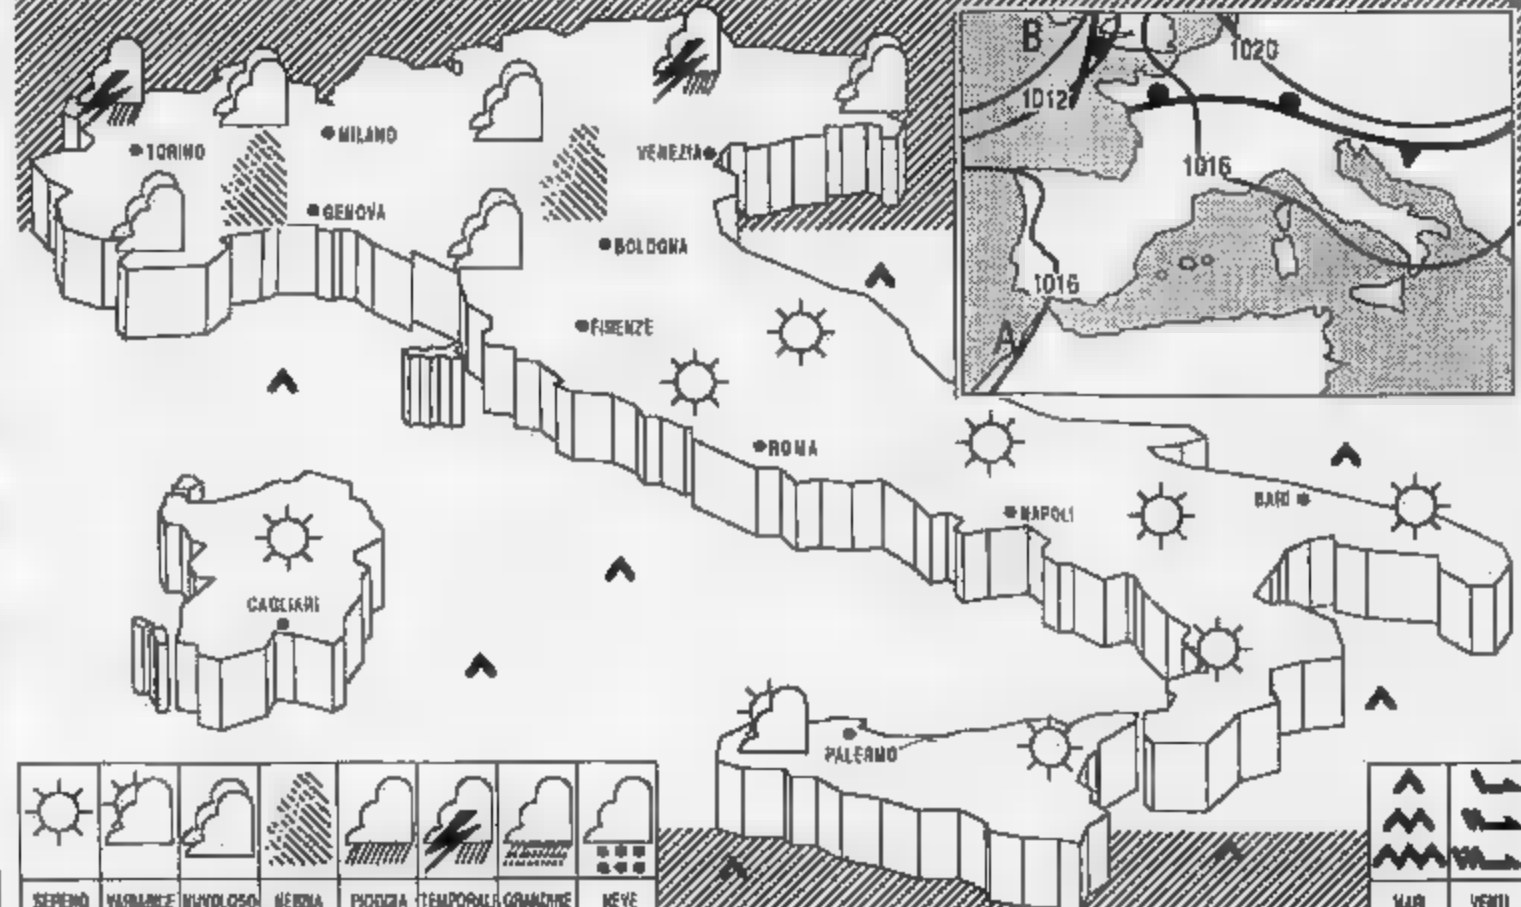 B
1020
1012
MILANO
TORINO
VENEZIA
1016
GENOVA
BOLOGNA
1016
FIRENZE
A
ROMA
BARI
NAPOLI
CAGLIARI
PALERMO
SERENO VARIABILE NUVOLOSO NEBBIA PIOGGIA TEMPORALE GRANDINE NEVE
MARI VENTI